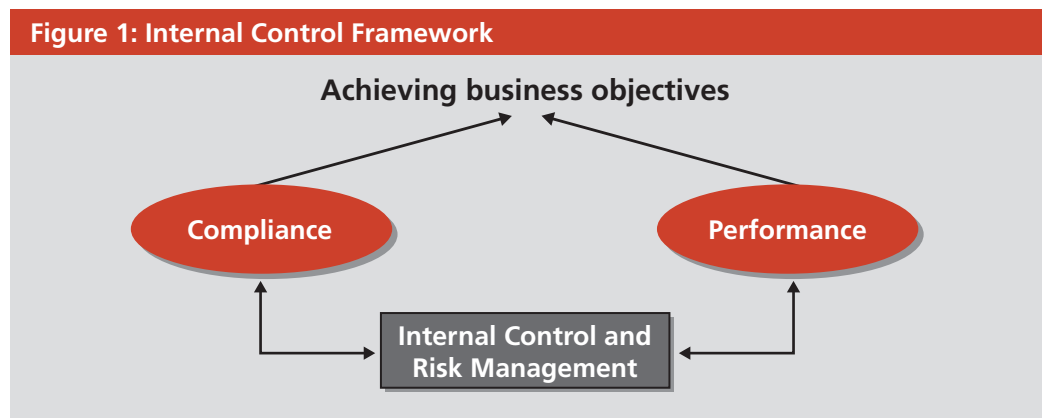 Figure 1: Internal Control Framework
Achieving business objectives
Compliance
Performance
Internal Control and
Risk Management